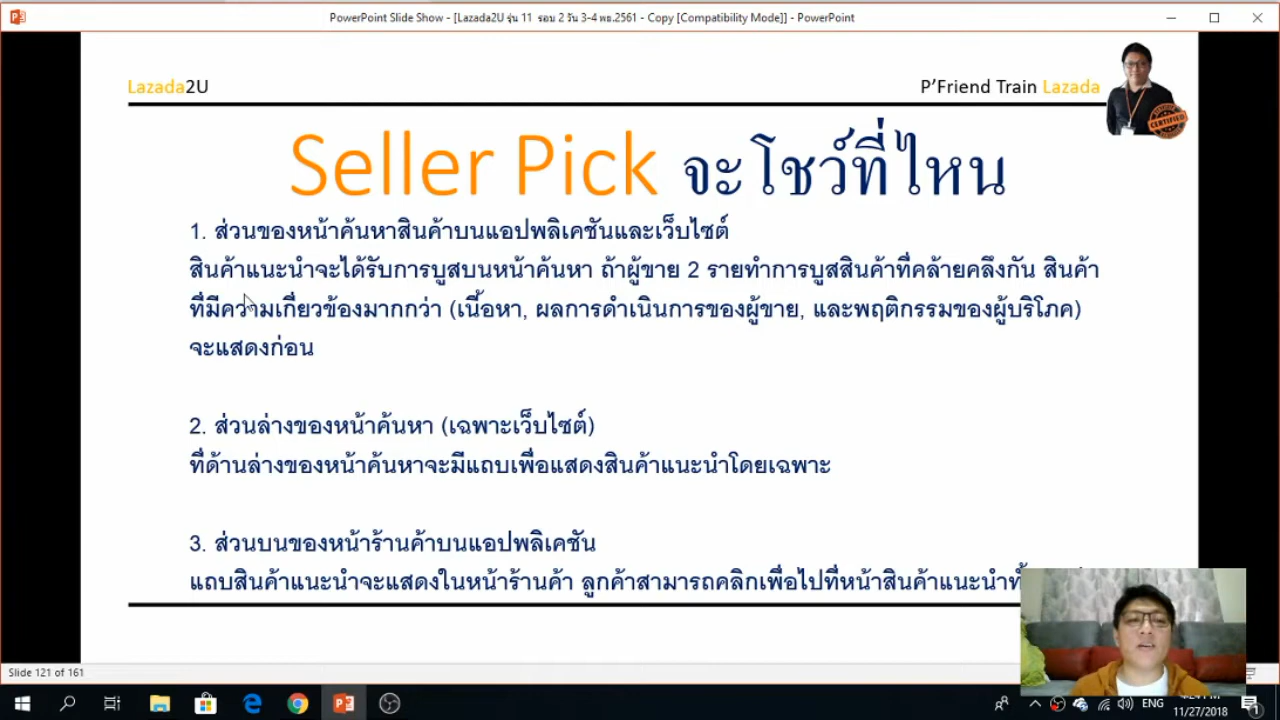 PowerPoint Slide Show - [Lazada2U รุ่น 11 รอบ 2 วัน 3-4 พย.2561 - Copy [Compatibility Mode]] - PowerPoint
Lazada2U
P'Friend Train Lazada
CERTIFIED
Seller Pick จะโชว์ที่ไหน
1. ส่วนของหน้าค้นหาสินค้าบนแอปพลิเคชันและเว็บไซต์
สินค้าแนะนำจะได้รับการบูสบนหน้าค้นหา ถ้าผู้ขาย 2 รายทำการบูสสินค้าที่คล้ายคลึงกัน สินค้า
ที่มีความเกี่ยวข้องมากกว่า (เนื้อหา, ผลการดำเนินการของผู้ขาย, และพฤติกรรมของผู้บริโภค)
จะแสดงก่อน
2. ส่วนล่างของหน้าค้นหา (เฉพาะเว็บไซต์)
ที่ด้านล่างของหน้าค้นหาจะมีแถบเพื่อแสดงสินค้าแนะนำโดยเฉพาะ
3. ส่วนบนของหน้าร้านค้าบนแอปพลิเคชัน
แถบสินค้าแนะนำจะแสดงในหน้าร้านค้า ลูกค้าสามารถคลิกเพื่อไปที่หน้าสินค้าแนะนำ
Slide 121 of 161
ENG
11/27/2018